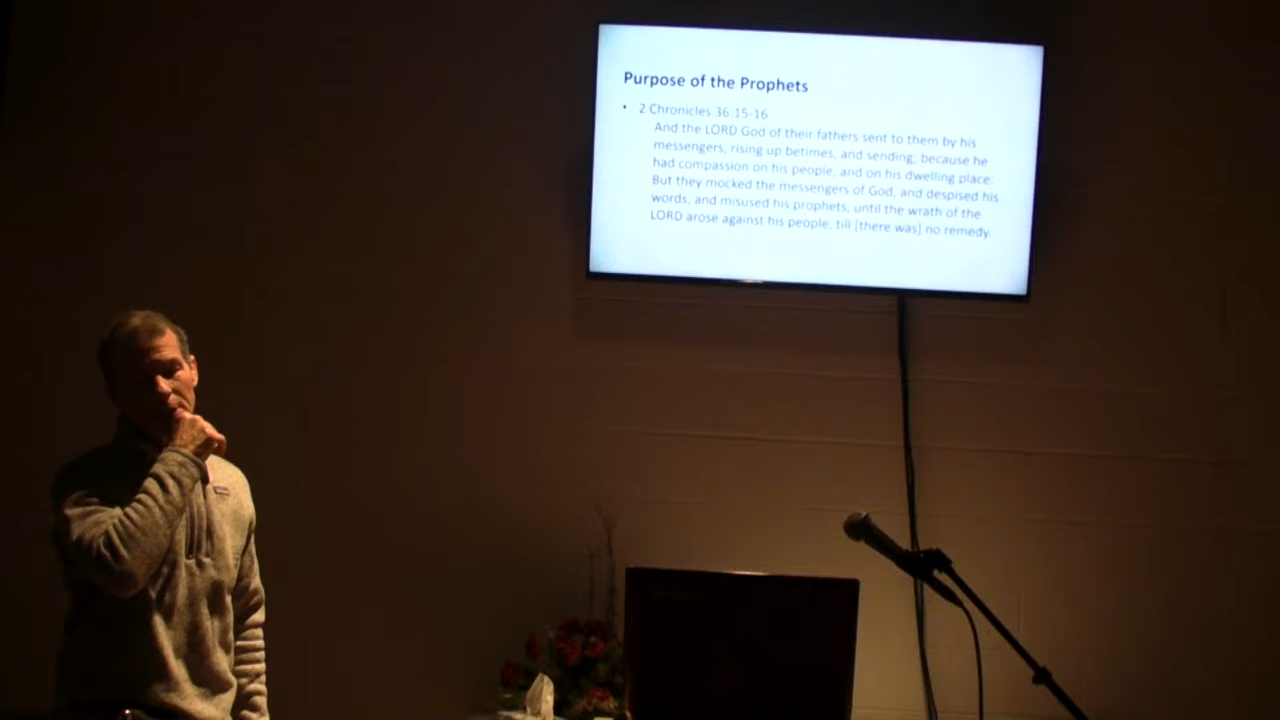 Purpose of the Prophets
• 2 Chronicles 36:15-16
And the LORD God of their fathers sent to them by his
messengers, rising up betimes, and sending; because he
had compassion on his people, and on his dwelling place:
But they mocked the messengers of God, and despised his
words, and misused his prophets, until the wrath of the
LORD arose against his people, till [there was] no remedy.